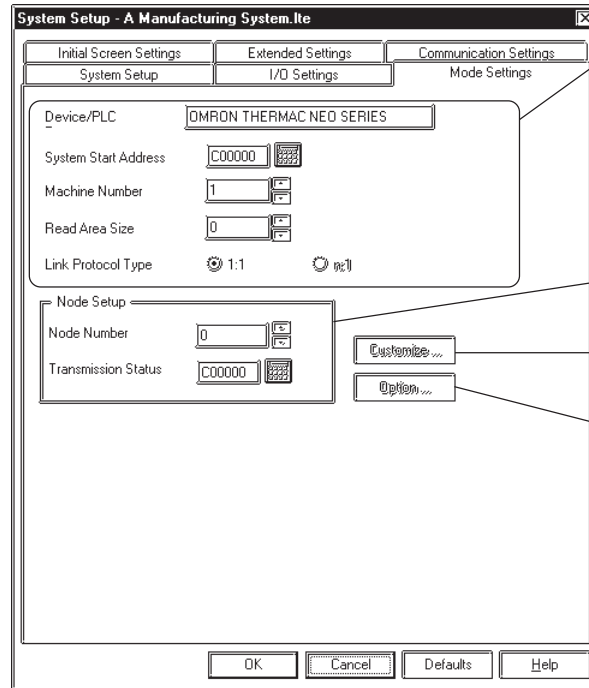 System Setup - A Manufacturing System.lte
Initial Screen Settings Extended Settings Communication Settings
System Setup I/O Settings Mode Settings
Device/PLC OMRON THERMAC NEO SERIES
System Start Address C00000
Machine Number 1
Read Area Size 0
Link Protocol Type 1:1 n:1
Node Setup
Node Number 0
Customize ...
Transmission Status C00000
Option ...
OK Cancel Defaults Help